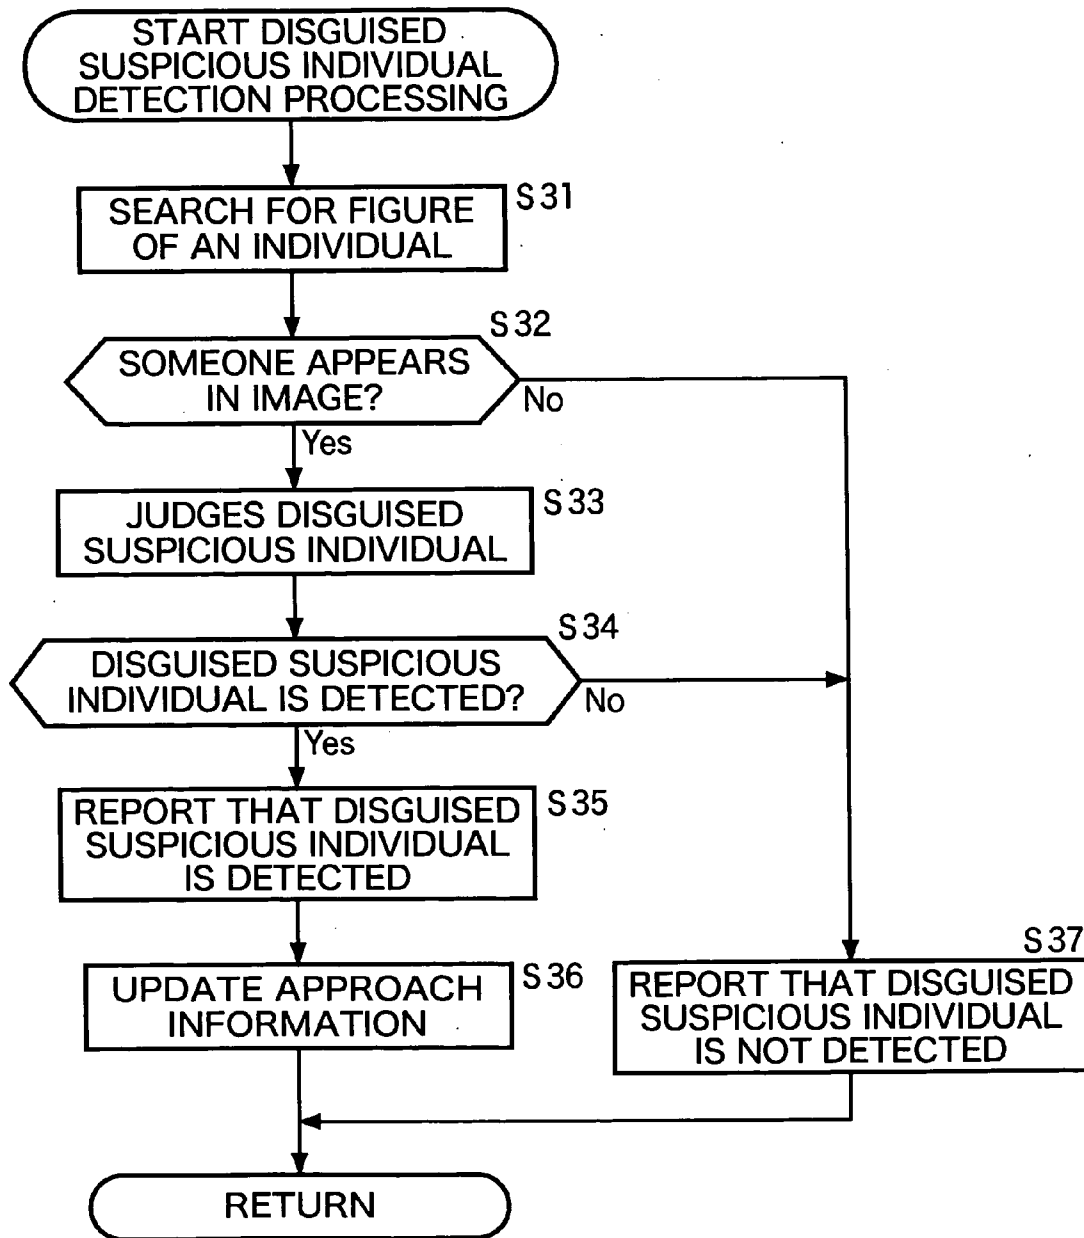 START DISGUISED
SUSPICIOUS INDIVIDUAL
DETECTION PROCESSING
S31
SEARCH FOR FIGURE
OF AN INDIVIDUAL
S32
SOMEONE APPEARS
IN IMAGE?
No
Yes
S33
JUDGES DISGUISED
SUSPICIOUS INDIVIDUAL
S34
DISGUISED SUSPICIOUS
INDIVIDUAL IS DETECTED?
No
Yes
S35
REPORT THAT DISGUISED
SUSPICIOUS INDIVIDUAL
IS DETECTED
S36
UPDATE APPROACH
INFORMATION
S37
REPORT THAT DISGUISED
SUSPICIOUS INDIVIDUAL
IS NOT DETECTED
RETURN